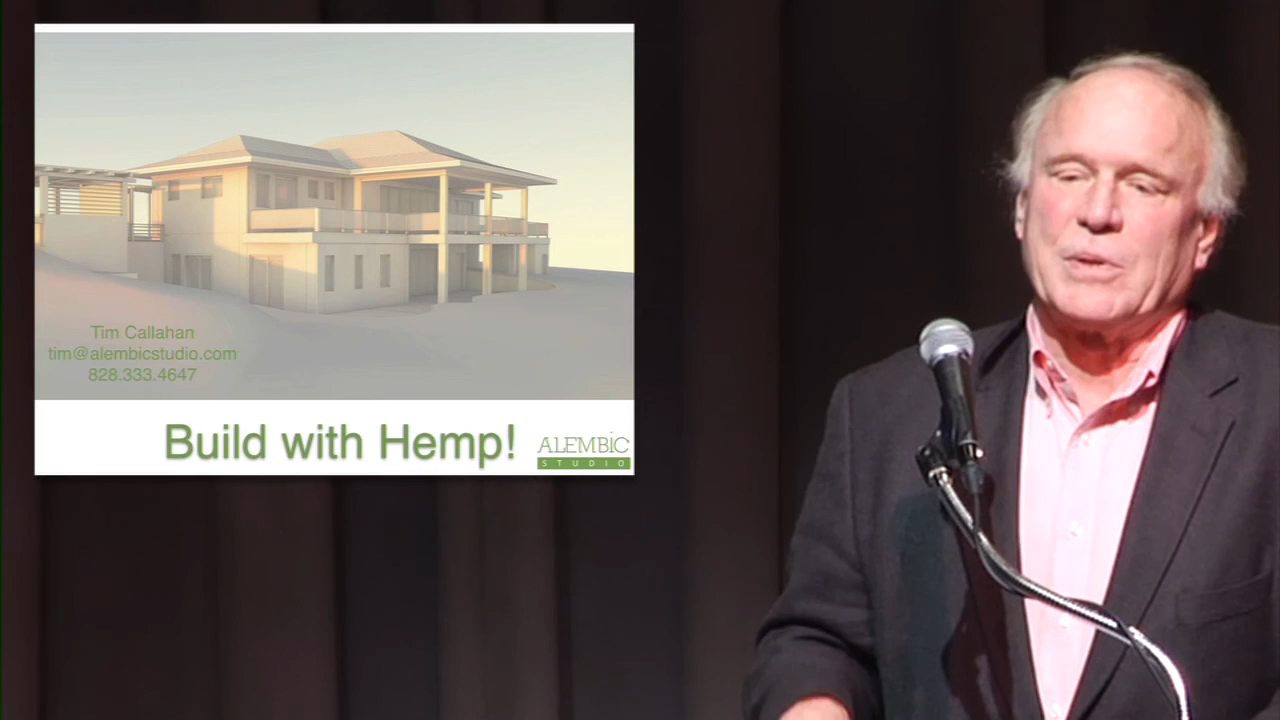 Tim Callahan
tim@alembicstudio.com
828.333.4647
Build with Hemp!
ALEMBIC
STUDIO